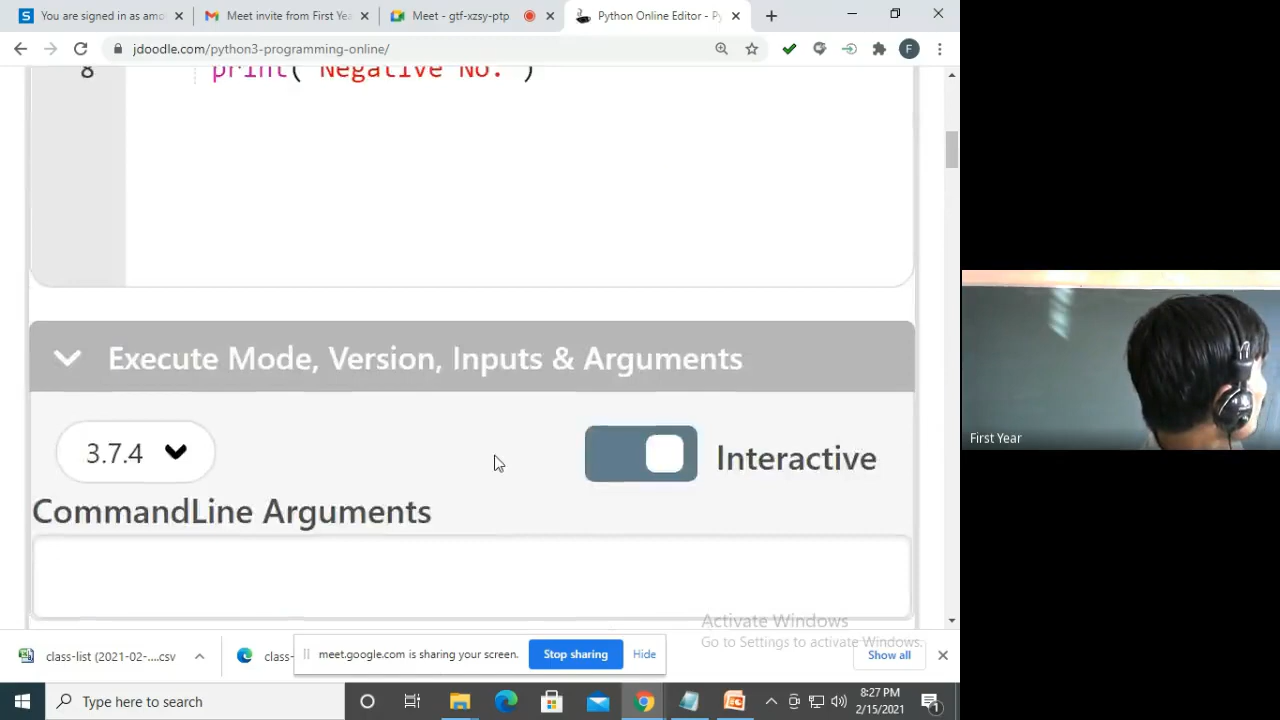 You are signed in as amc
Meet invite from First Yea
Meet - gtf-xzsy-ptp
Python Online Editor - Py
jdoodle.com/python3-programming-online/
F
8 print( Negative No. )
Execute Mode, Version, Inputs & Arguments
3.7.4
Interactive
CommandLine Arguments
First Year
Activate Windows
Go to Settings to activate Windows.
class-list (2021-02-....csv
class-
meet.google.com is sharing your screen.
Stop sharing
Hide
Show all
Type here to search
8:27 PM
2/15/2021
1